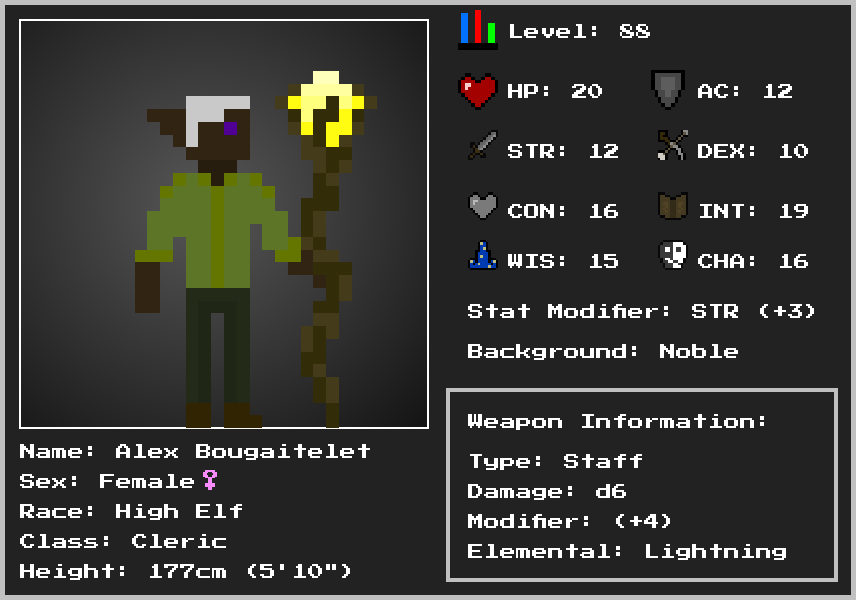 Level: 88
HP: 20 AC: 12
STR: 12 DEX: 10
CON: 16 INT: 19
WIS: 15 CHA: 16
Stat Modifier: STR (+3)
Background: Noble
Weapon Information:
Type: Staff
Damage: d6
Modifier: (+4)
Elemental: Lightning
Name: Alex Bougaitelet
Sex: Female♀
Race: High Elf
Class: Cleric
Height: 177cm (5'10")